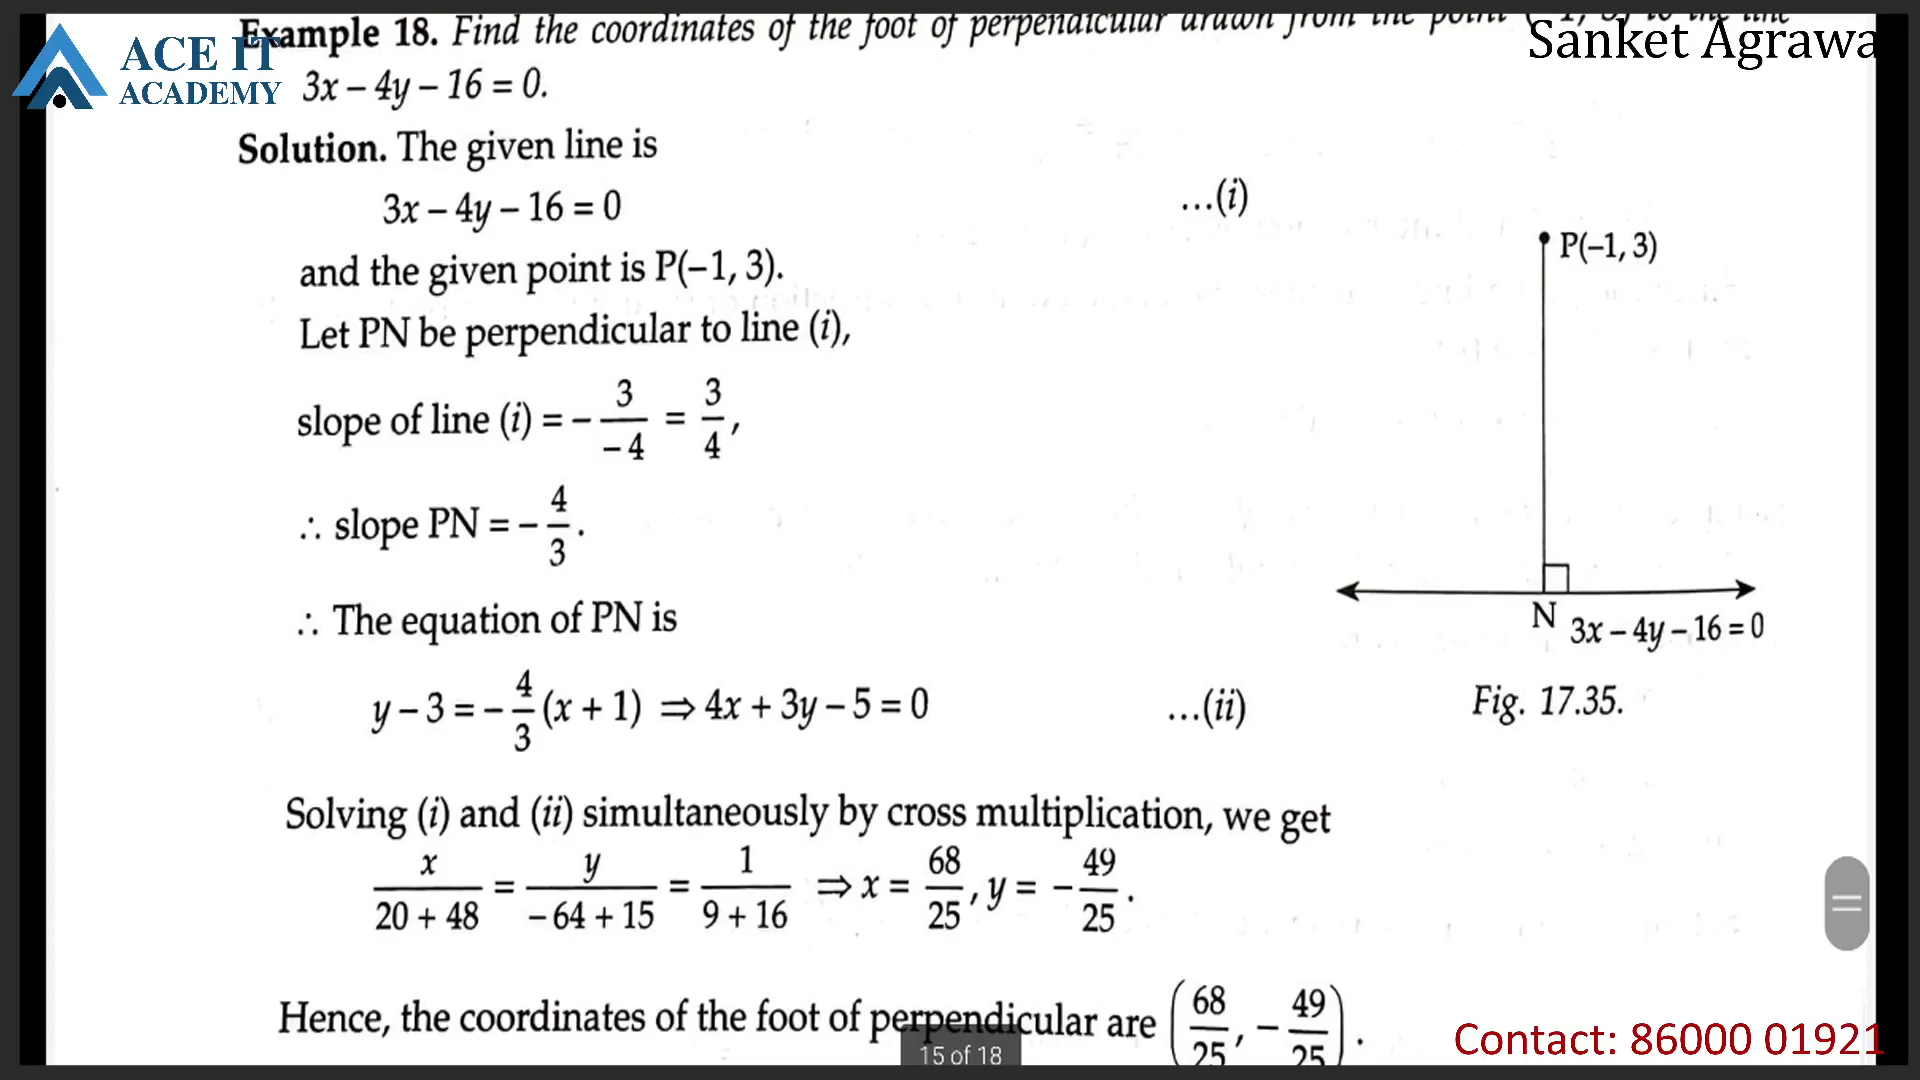 Example 18. Find the coordinates of the foot of perpendicular drawn from the point (-1, 3) to the line
Sanket Agrawa
ACE IT
ACADEMY
3x – 4y – 16 = 0.
Solution. The given line is
3x – 4y – 16 = 0 ...(i)
and the given point is P(–1, 3).
Let PN be perpendicular to line (i),
slope of line (i) = – 3/–4 = 3/4,
∴ slope PN = – 4/3.
∴ The equation of PN is
y – 3 = – 4/3 (x + 1) ⇒ 4x + 3y – 5 = 0 ...(ii)
P(–1, 3)
N
3x – 4y – 16 = 0
Fig. 17.35.
Solving (i) and (ii) simultaneously by cross multiplication, we get
x/(20 + 48) = y/(– 64 + 15) = 1/(9 + 16) ⇒ x = 68/25, y = – 49/25.
Hence, the coordinates of the foot of perpendicular are (68/25, – 49/25).
15 of 18
Contact: 86000 01921